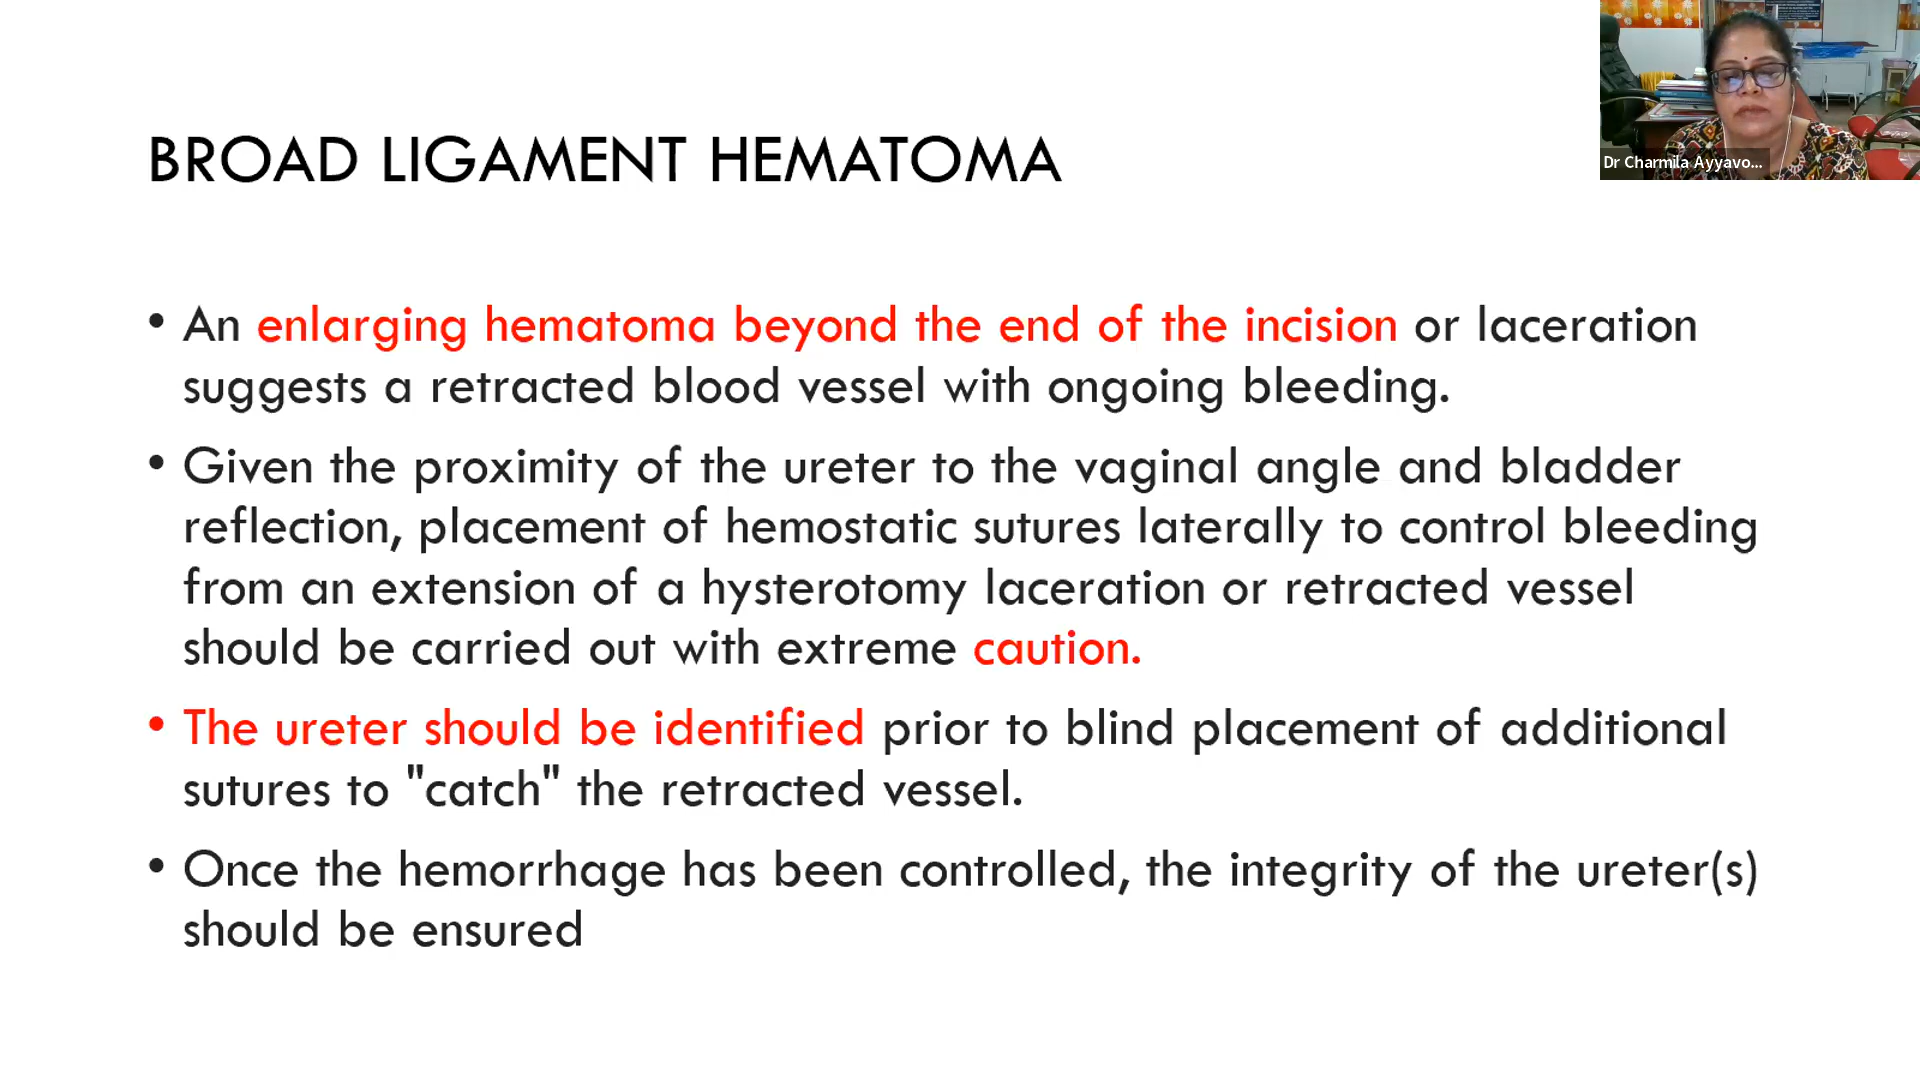 BROAD LIGAMENT HEMATOMA
Dr Charmila Ayyavo...
• An enlarging hematoma beyond the end of the incision or laceration
suggests a retracted blood vessel with ongoing bleeding.
• Given the proximity of the ureter to the vaginal angle and bladder
reflection, placement of hemostatic sutures laterally to control bleeding
from an extension of a hysterotomy laceration or retracted vessel
should be carried out with extreme caution.
• The ureter should be identified prior to blind placement of additional
sutures to "catch" the retracted vessel.
• Once the hemorrhage has been controlled, the integrity of the ureter(s)
should be ensured